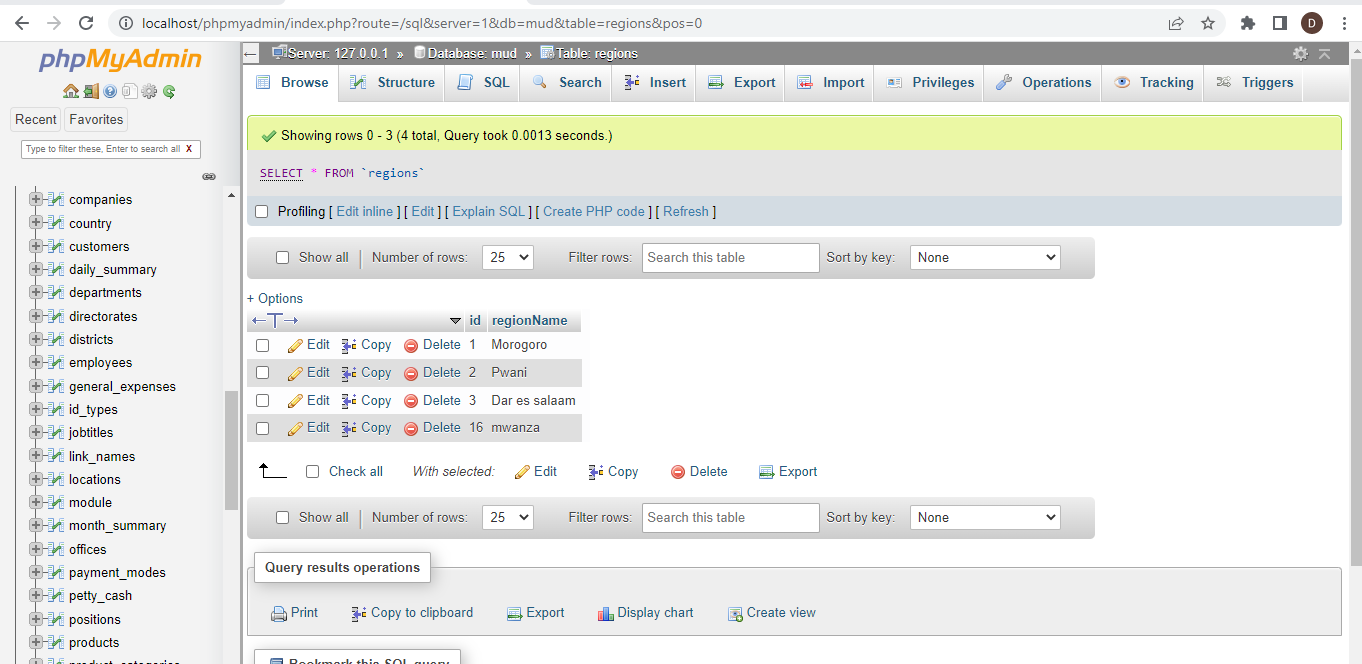 localhost/phpmyadmin/index.php?route=/sql&server=1&db=mud&table=regions&pos=0
D
phpMyAdmin
Recent Favorites
Type to filter these, Enter to search all X
companies
country
customers
daily_summary
departments
directorates
districts
employees
general_expenses
id_types
jobtitles
link_names
locations
module
month_summary
offices
payment_modes
petty_cash
positions
products
product_categories
Server: 127.0.0.1 » Database: mud » Table: regions
Browse Structure SQL Search Insert Export Import Privileges Operations Tracking Triggers
Showing rows 0 - 3 (4 total, Query took 0.0013 seconds.)
SELECT * FROM `regions`
Profiling [ Edit inline ] [ Edit ] [ Explain SQL ] [ Create PHP code ] [ Refresh ]
Show all Number of rows: 25 Filter rows: Search this table Sort by key: None
+ Options
←T→ id regionName
Edit Copy Delete 1 Morogoro
Edit Copy Delete 2 Pwani
Edit Copy Delete 3 Dar es salaam
Edit Copy Delete 16 mwanza
Check all With selected: Edit Copy Delete Export
Show all Number of rows: 25 Filter rows: Search this table Sort by key: None
Query results operations
Print Copy to clipboard Export Display chart Create view
Bookmark this SQL query